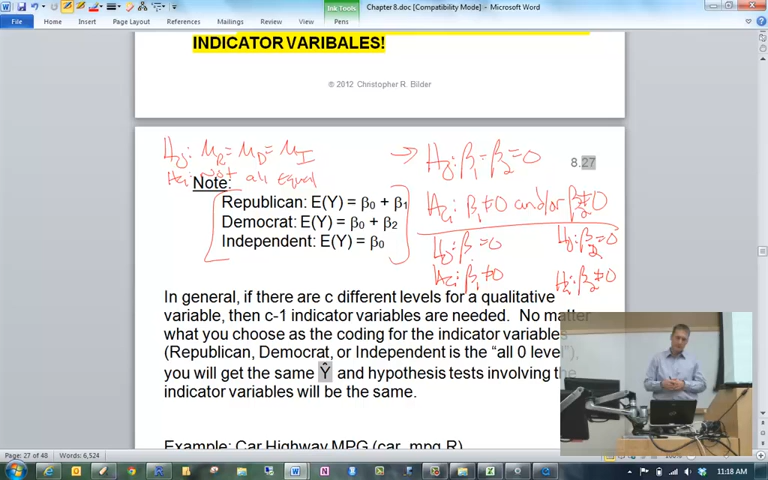 Ink Tools
Chapter 8.doc [Compatibility Mode] - Microsoft Word
File
Home
Insert
Page Layout
References
Mailings
Review
View
Pens
INDICATOR VARIBALES!
© 2012 Christopher R. Bilder
8.27
H₀: μ_R = μ_D = μ_I
Ha: Not all Equal
→ H₀: β₁ = β₂ = 0
Note:
Republican: E(Y) = β₀ + β₁
Democrat: E(Y) = β₀ + β₂
Independent: E(Y) = β₀
Ha: β₁ ≠ 0 and/or β₂ ≠ 0
H₀: β₁ = 0
H₀: β₂ = 0
Ha: β₁ ≠ 0
Ha: β₂ ≠ 0
In general, if there are c different levels for a qualitative
variable, then c-1 indicator variables are needed. No matter
what you choose as the coding for the indicator variables
(Republican, Democrat, or Independent is the "all 0 level"),
you will get the same Ŷ and hypothesis tests involving the
indicator variables will be the same.
Example: Car Highway MPG (car_mpg.R)
Page: 27 of 48
Words: 6,524
11:18 AM